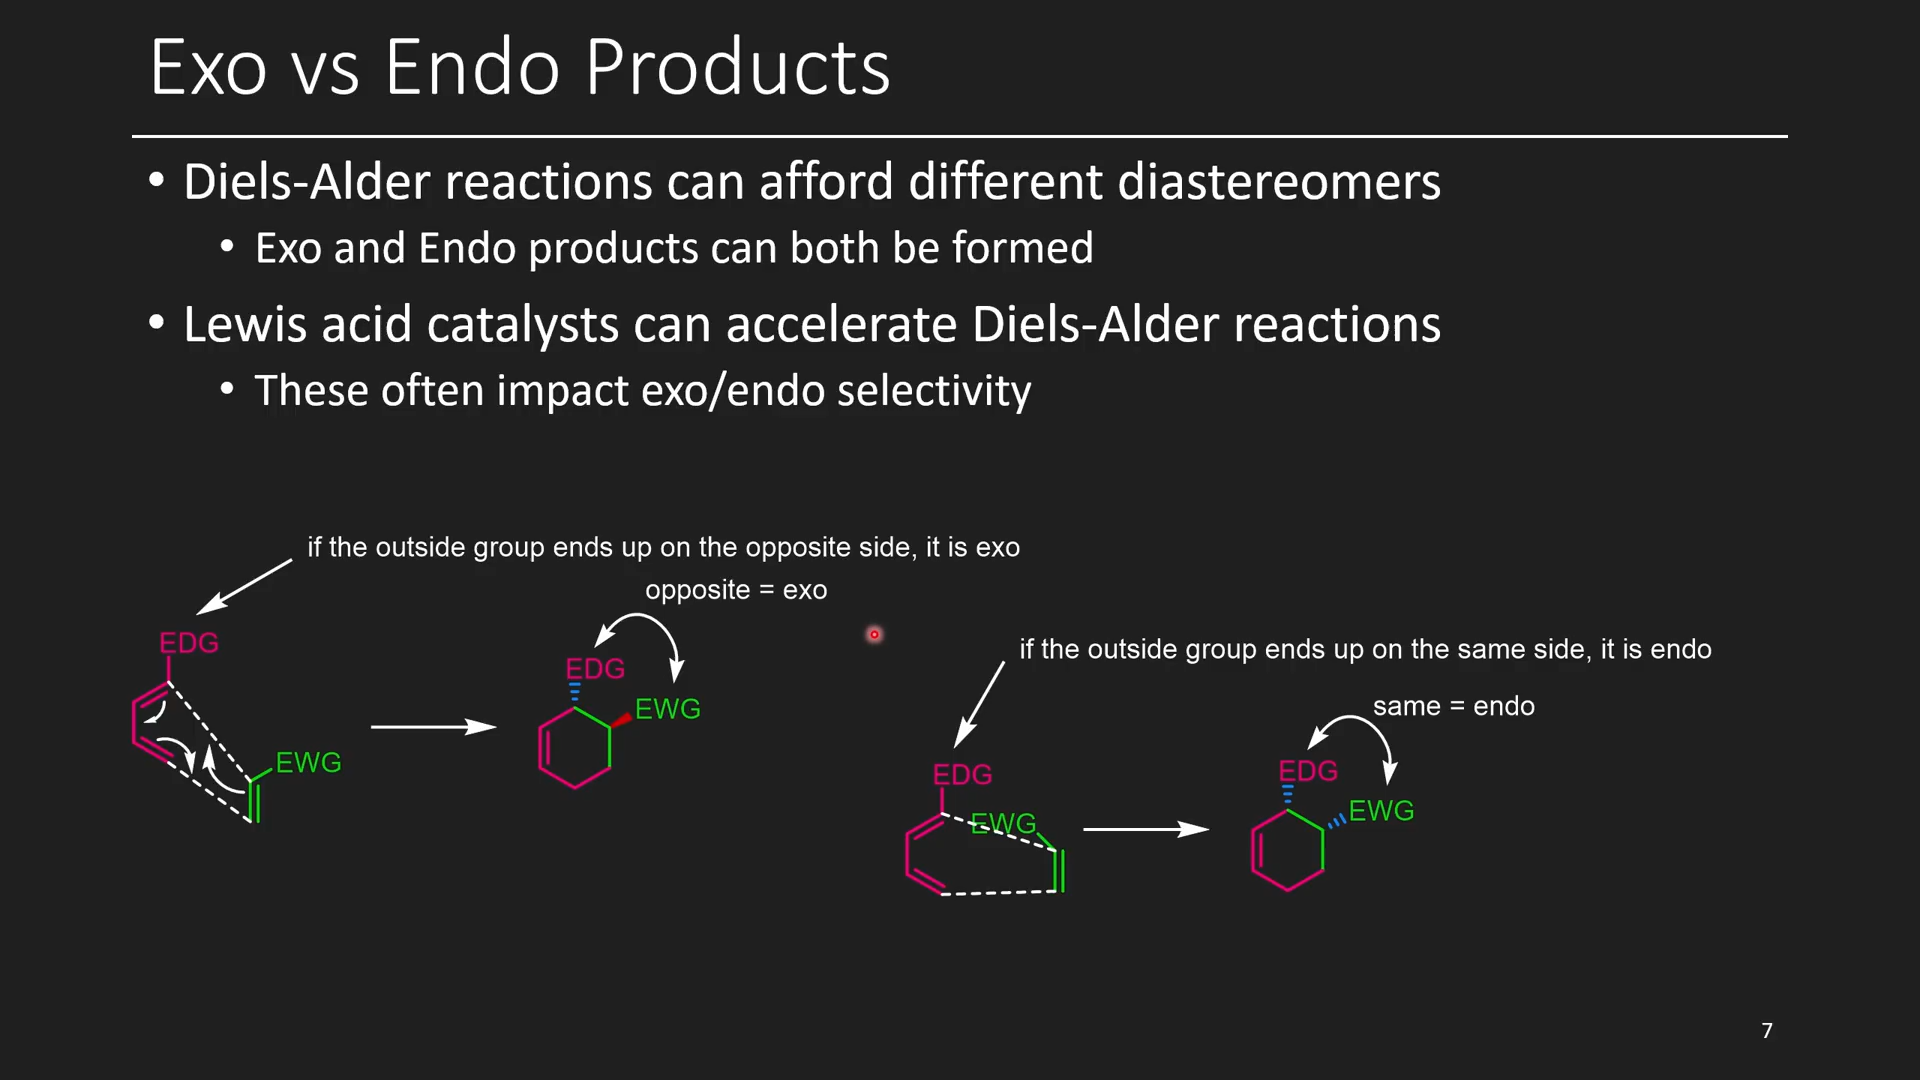 Exo vs Endo Products
• Diels-Alder reactions can afford different diastereomers
• Exo and Endo products can both be formed
• Lewis acid catalysts can accelerate Diels-Alder reactions
• These often impact exo/endo selectivity
if the outside group ends up on the opposite side, it is exo
opposite = exo
EDG
EWG
EDG
EWG
if the outside group ends up on the same side, it is endo
same = endo
EDG
EWG
EDG
EWG
7